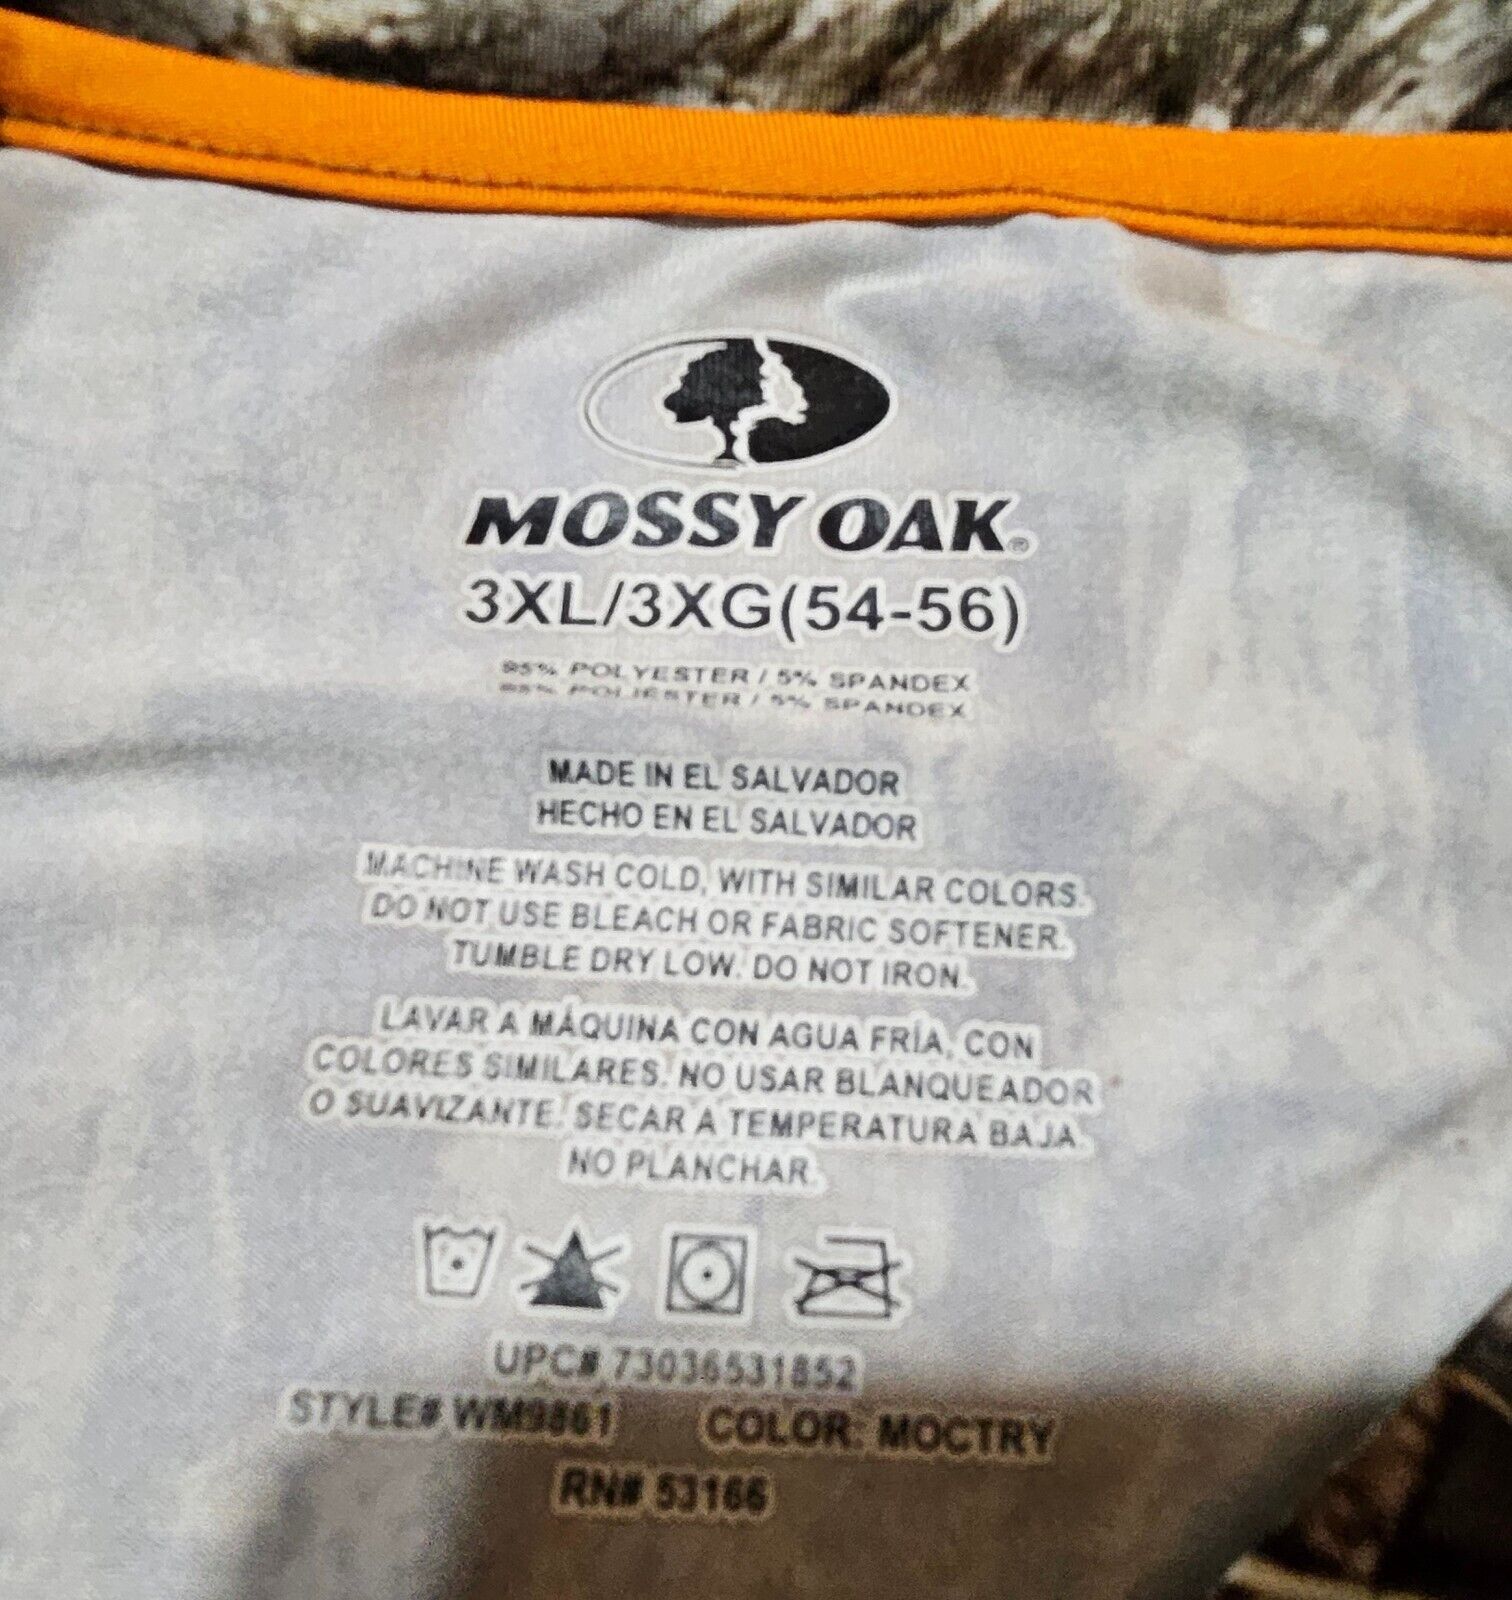 MOSSY OAK®
3XL/3XG(54-56)
95% POLYESTER / 5% SPANDEX
95% POLIESTER / 5% SPANDEX
MADE IN EL SALVADOR
HECHO EN EL SALVADOR
MACHINE WASH COLD, WITH SIMILAR COLORS.
DO NOT USE BLEACH OR FABRIC SOFTENER.
TUMBLE DRY LOW. DO NOT IRON.
LAVAR A MÁQUINA CON AGUA FRÍA, CON
COLORES SIMILARES. NO USAR BLANQUEADOR
O SUAVIZANTE. SECAR A TEMPERATURA BAJA.
NO PLANCHAR.
UPC# 73036531852
STYLE# WM9861 COLOR: MOCTRY
RN# 53166